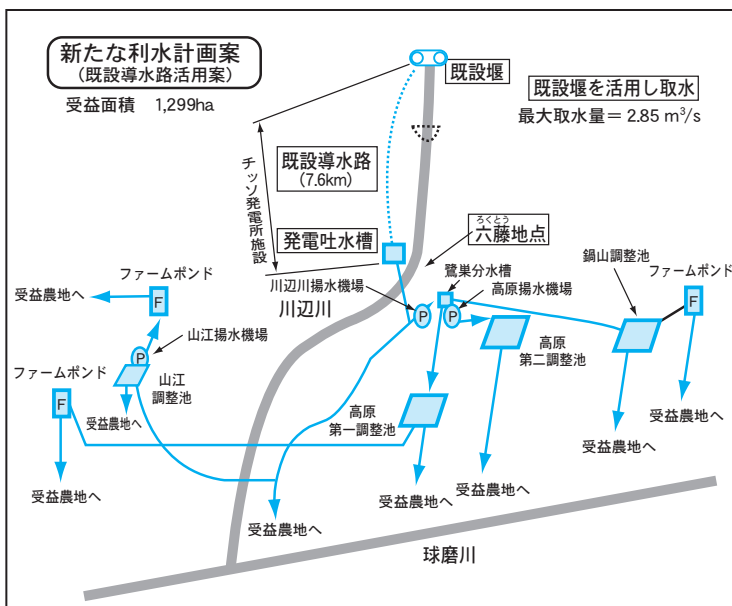 新たな利水計画案
(既設導水路活用案)
受益面積 1,299ha
既設堰
既設堰を活用し取水
最大取水量＝2.85 m³/s
チッソ発電所施設
既設導水路
(7.6km)
発電吐水槽
ろくとう
六藤地点
川辺川揚水機場
川辺川
鷺巣分水槽
高原揚水機場
鍋山調整池
ファームポンド
F
ファームポンド
F
受益農地へ
P
山江揚水機場
山江
調整池
受益農地へ
ファームポンド
F
受益農地へ
P
P
高原
第二調整池
高原
第一調整池
受益農地へ
受益農地へ
受益農地へ
受益農地へ
受益農地へ
球磨川